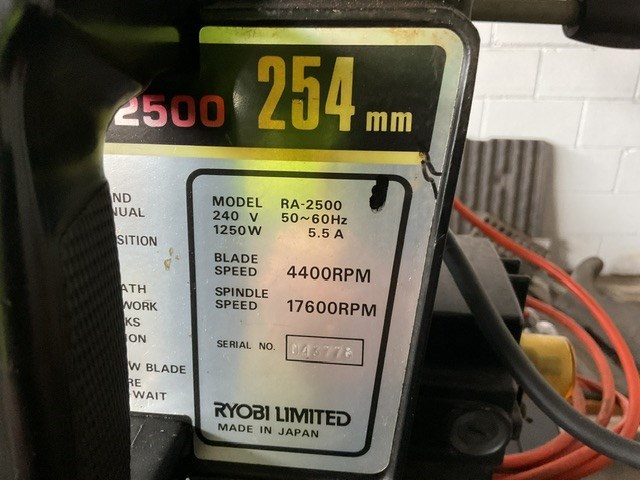 2500 254 mm
ND
NUAL
SITION
ATH
WORK
KS
ION
W BLADE
RE
WAIT
MODEL RA-2500
240 V 50~60Hz
1250W 5.5 A
BLADE
SPEED 4400RPM
SPINDLE
SPEED 17600RPM
SERIAL NO.
RYOBI LIMITED
MADE IN JAPAN